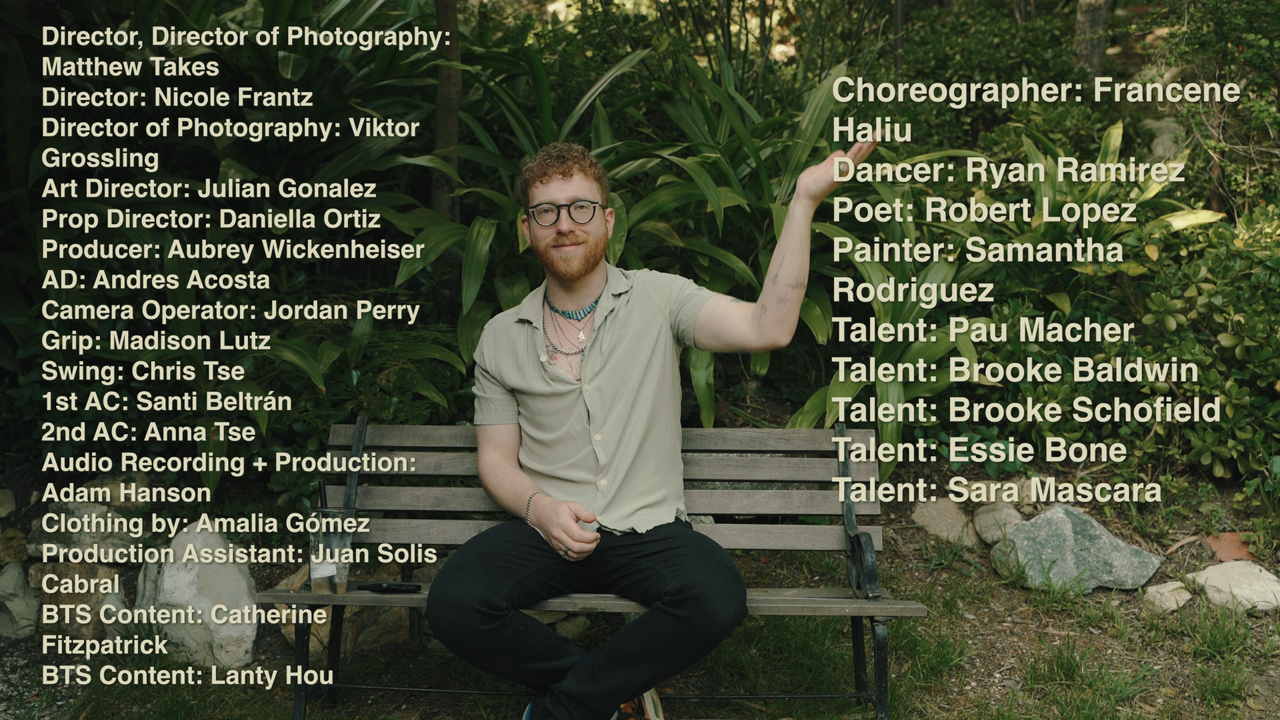 Director, Director of Photography:
Matthew Takes
Director: Nicole Frantz
Director of Photography: Viktor
Grossling
Art Director: Julian Gonalez
Prop Director: Daniella Ortiz
Producer: Aubrey Wickenheiser
AD: Andres Acosta
Camera Operator: Jordan Perry
Grip: Madison Lutz
Swing: Chris Tse
1st AC: Santi Beltrán
2nd AC: Anna Tse
Audio Recording + Production:
Adam Hanson
Clothing by: Amalia Gómez
Production Assistant: Juan Solis
Cabral
BTS Content: Catherine
Fitzpatrick
BTS Content: Lanty Hou
Choreographer: Francene
Haliu
Dancer: Ryan Ramirez
Poet: Robert Lopez
Painter: Samantha
Rodriguez
Talent: Pau Macher
Talent: Brooke Baldwin
Talent: Brooke Schofield
Talent: Essie Bone
Talent: Sara Mascara